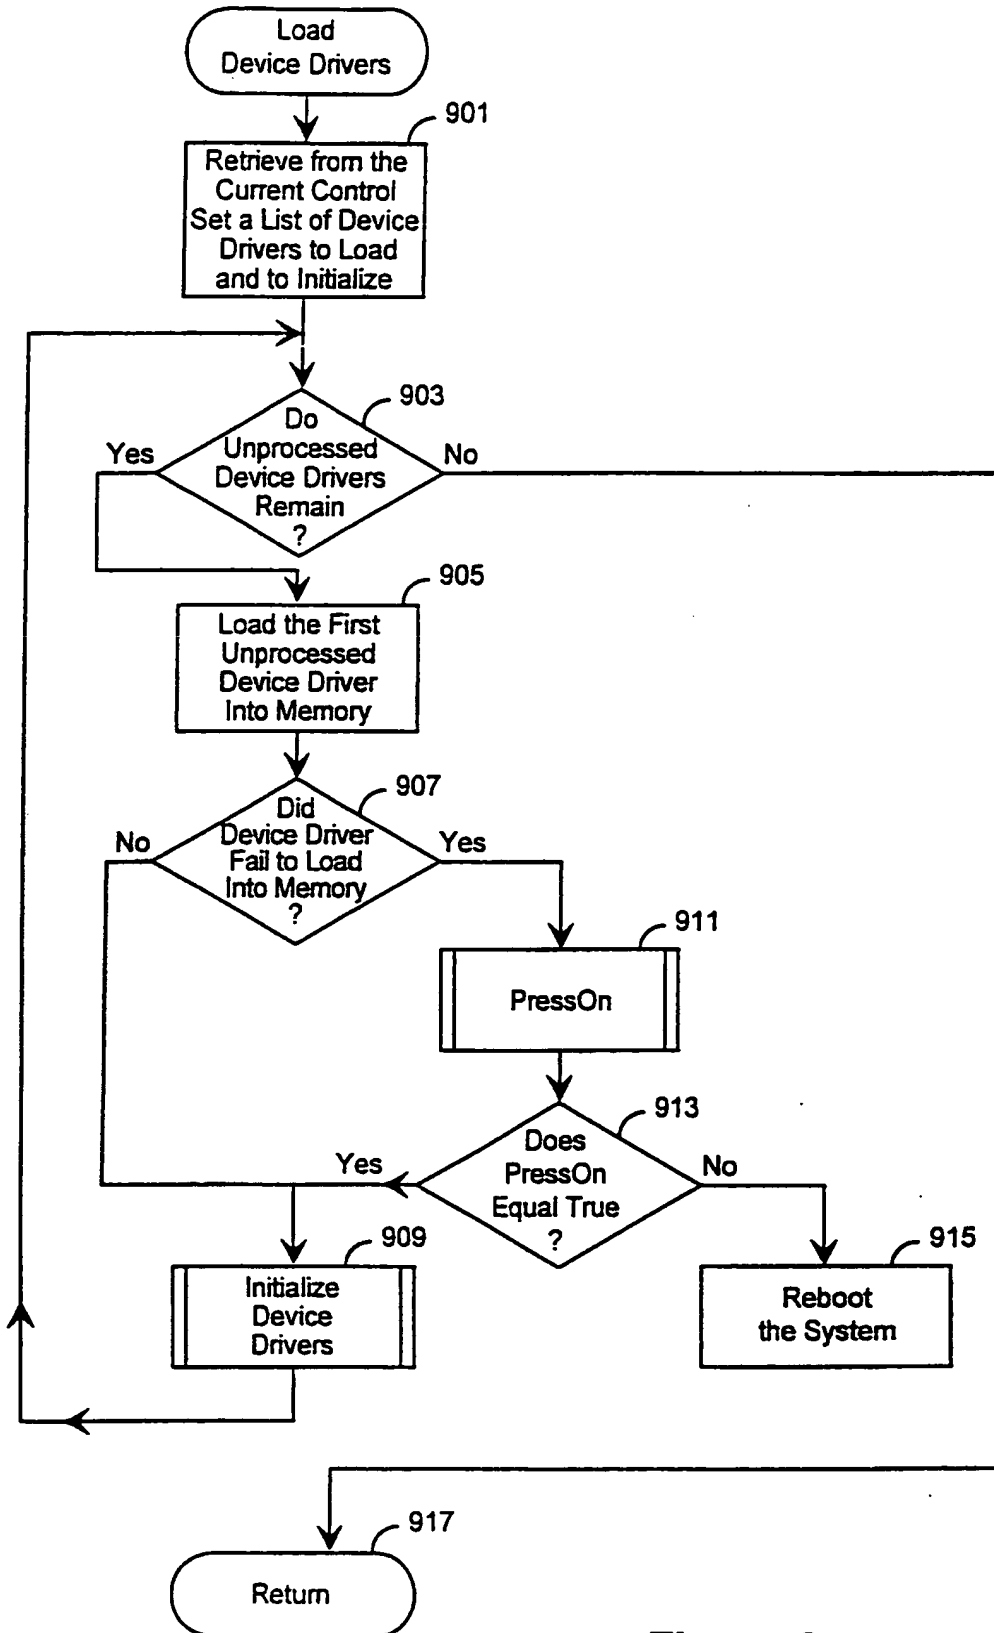 Load
Device Drivers
901
Retrieve from the
Current Control
Set a List of Device
Drivers to Load
and to Initialize
903
Do
Unprocessed
Device Drivers
Remain
?
Yes
No
905
Load the First
Unprocessed
Device Driver
Into Memory
907
Did
Device Driver
Fail to Load
Into Memory
?
No
Yes
911
PressOn
913
Does
PressOn
Equal True
?
Yes
No
909
Initialize
Device
Drivers
915
Reboot
the System
917
Return